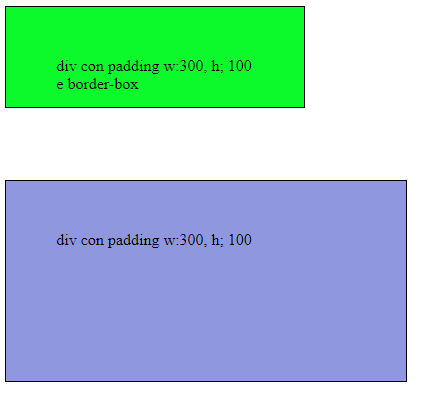 div con padding w:300, h; 100
e border-box
div con padding w:300, h; 100